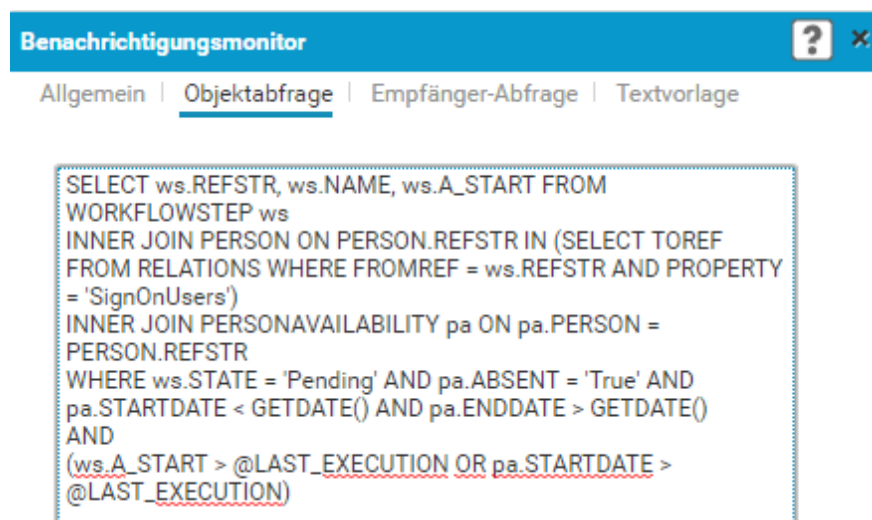 Benachrichtigungsmonitor ? ×
Allgemein | Objektabfrage | Empfänger-Abfrage | Textvorlage
SELECT ws.REFSTR, ws.NAME, ws.A_START FROM
WORKFLOWSTEP ws
INNER JOIN PERSON ON PERSON.REFSTR IN (SELECT TOREF
FROM RELATIONS WHERE FROMREF = ws.REFSTR AND PROPERTY
= 'SignOnUsers')
INNER JOIN PERSONAVAILABILITY pa ON pa.PERSON =
PERSON.REFSTR
WHERE ws.STATE = 'Pending' AND pa.ABSENT = 'True' AND
pa.STARTDATE < GETDATE() AND pa.ENDDATE > GETDATE()
AND
(ws.A_START > @LAST_EXECUTION OR pa.STARTDATE >
@LAST_EXECUTION)